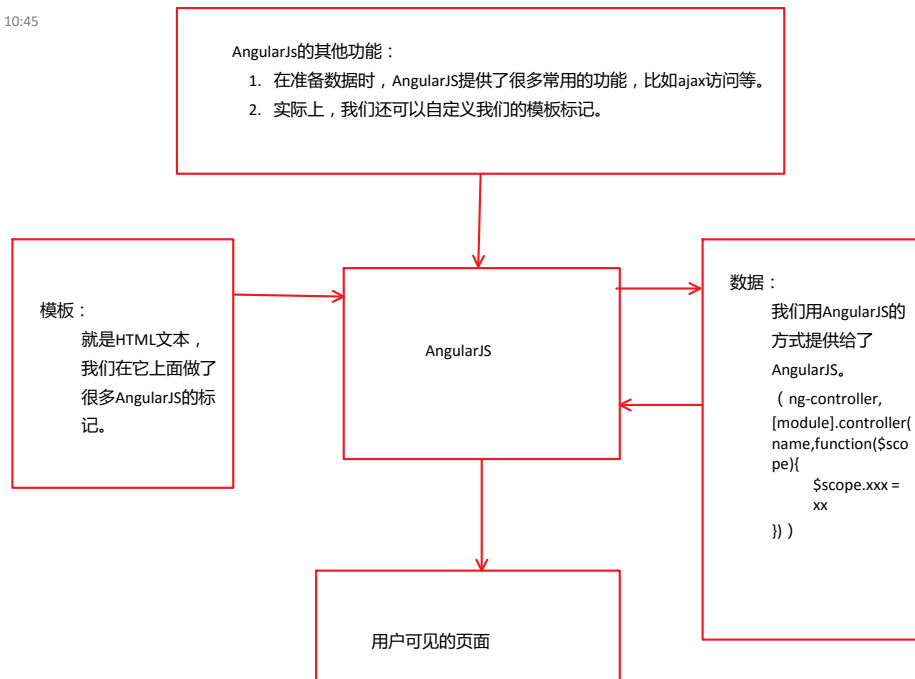 10:45
AngularJs的其他功能：
1. 在准备数据时，AngularJS提供了很多常用的功能，比如ajax访问等。
2. 实际上，我们还可以自定义我们的模板标记。
模板：
就是HTML文本，
我们在它上面做了
很多AngularJS的标
记。
AngularJS
数据：
我们用AngularJS的
方式提供给了
AngularJS。
（ng-controller,
[module].controller(
name,function($sco
pe){
$scope.xxx =
xx
})）
用户可见的页面